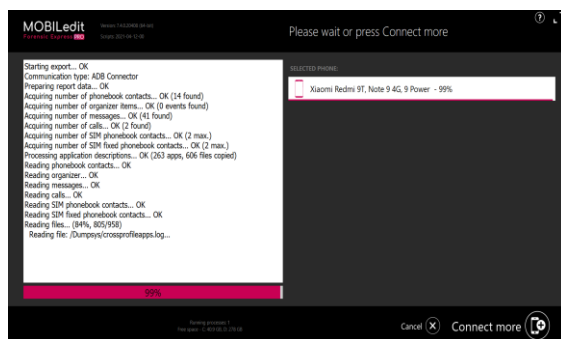 MOBILedit
Forensic Express PRO
Please wait or press Connect more
Starting export... OK
Communication type: ADB Connector
Preparing report data... OK
Acquiring number of phonebook contacts... OK (14 found)
Acquiring number of organizer items... OK (0 events found)
Acquiring number of messages... OK (41 found)
Acquiring number of calls... OK (2 found)
Acquiring number of SIM phonebook contacts... OK (2 max.)
Acquiring number of SIM fixed phonebook contacts... OK (2 max.)
Processing application descriptions... OK (263 apps, 606 files copied)
Reading phonebook contacts... OK
Reading organizer... OK
Reading messages... OK
Reading calls... OK
Reading SIM phonebook contacts... OK
Reading SIM fixed phonebook contacts... OK
Reading files... (84%, 805/958)
Reading file: /Dumpsys/crossprofileapps.log...
99%
SELECTED PHONE:
Xiaomi Redmi 9T, Note 9 4G, 9 Power - 99%
Running processes: 1
Cancel
Connect more